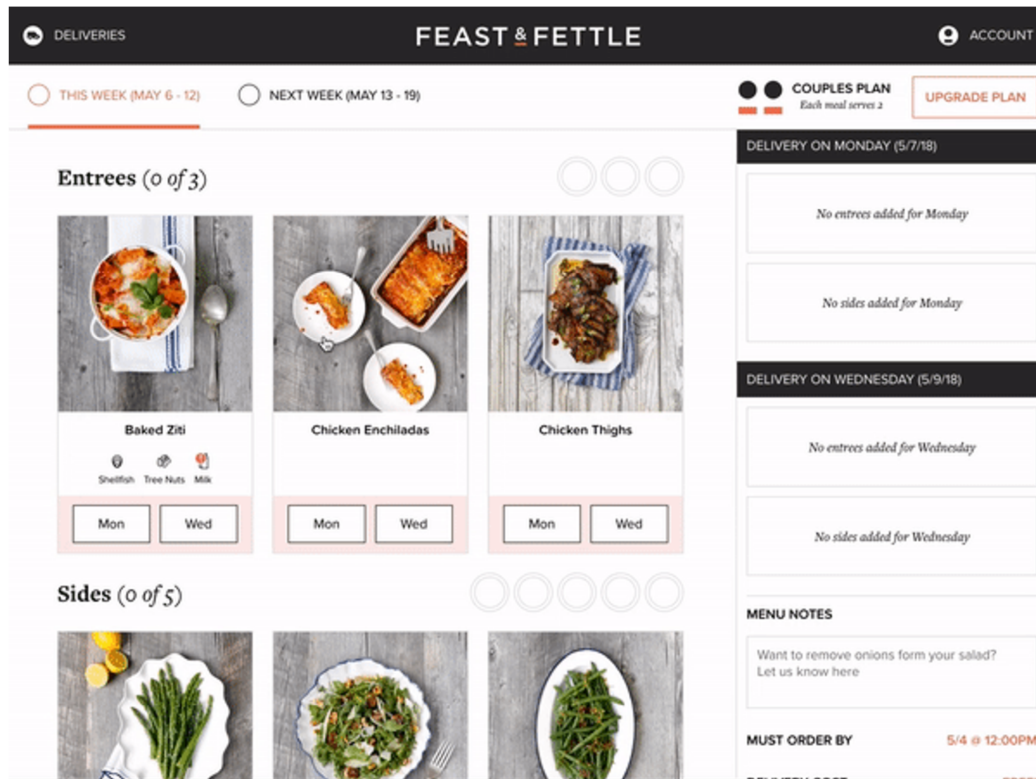 DELIVERIES
FEAST & FETTLE
ACCOUNT
THIS WEEK (MAY 6 - 12)
NEXT WEEK (MAY 13 - 19)
COUPLES PLAN
Each meal serves 2
UPGRADE PLAN
Entrees (0 of 3)
Baked Ziti
Shellfish Tree Nuts Milk
Mon Wed
Chicken Enchiladas
Mon Wed
Chicken Thighs
Mon Wed
Sides (0 of 5)
DELIVERY ON MONDAY (5/7/18)
No entrees added for Monday
No sides added for Monday
DELIVERY ON WEDNESDAY (5/9/18)
No entrees added for Wednesday
No sides added for Wednesday
MENU NOTES
Want to remove onions form your salad?
Let us know here
MUST ORDER BY 5/4 @ 12:00PM